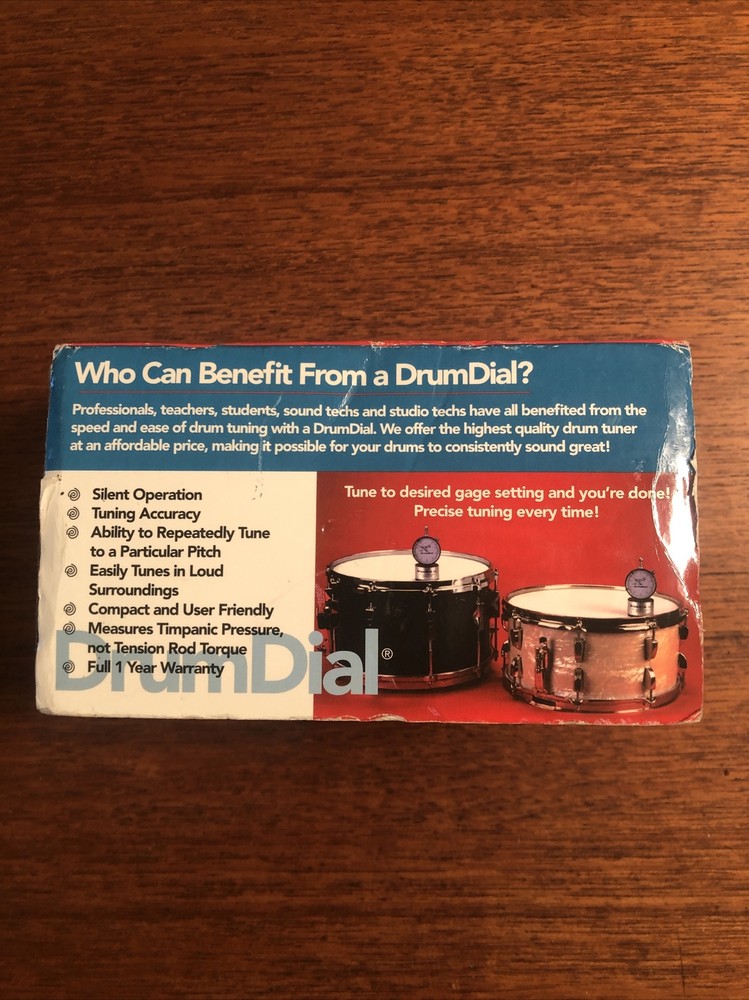 Who Can Benefit From a DrumDial?
Professionals, teachers, students, sound techs and studio techs have all benefited from the
speed and ease of drum tuning with a DrumDial. We offer the highest quality drum tuner
at an affordable price, making it possible for your drums to consistently sound great!
Silent Operation
Tuning Accuracy
Ability to Repeatedly Tune
to a Particular Pitch
Easily Tunes in Loud
Surroundings
Compact and User Friendly
Measures Timpanic Pressure,
not Tension Rod Torque
Full 1 Year Warranty
DrumDial®
Tune to desired gage setting and you're done!
Precise tuning every time!